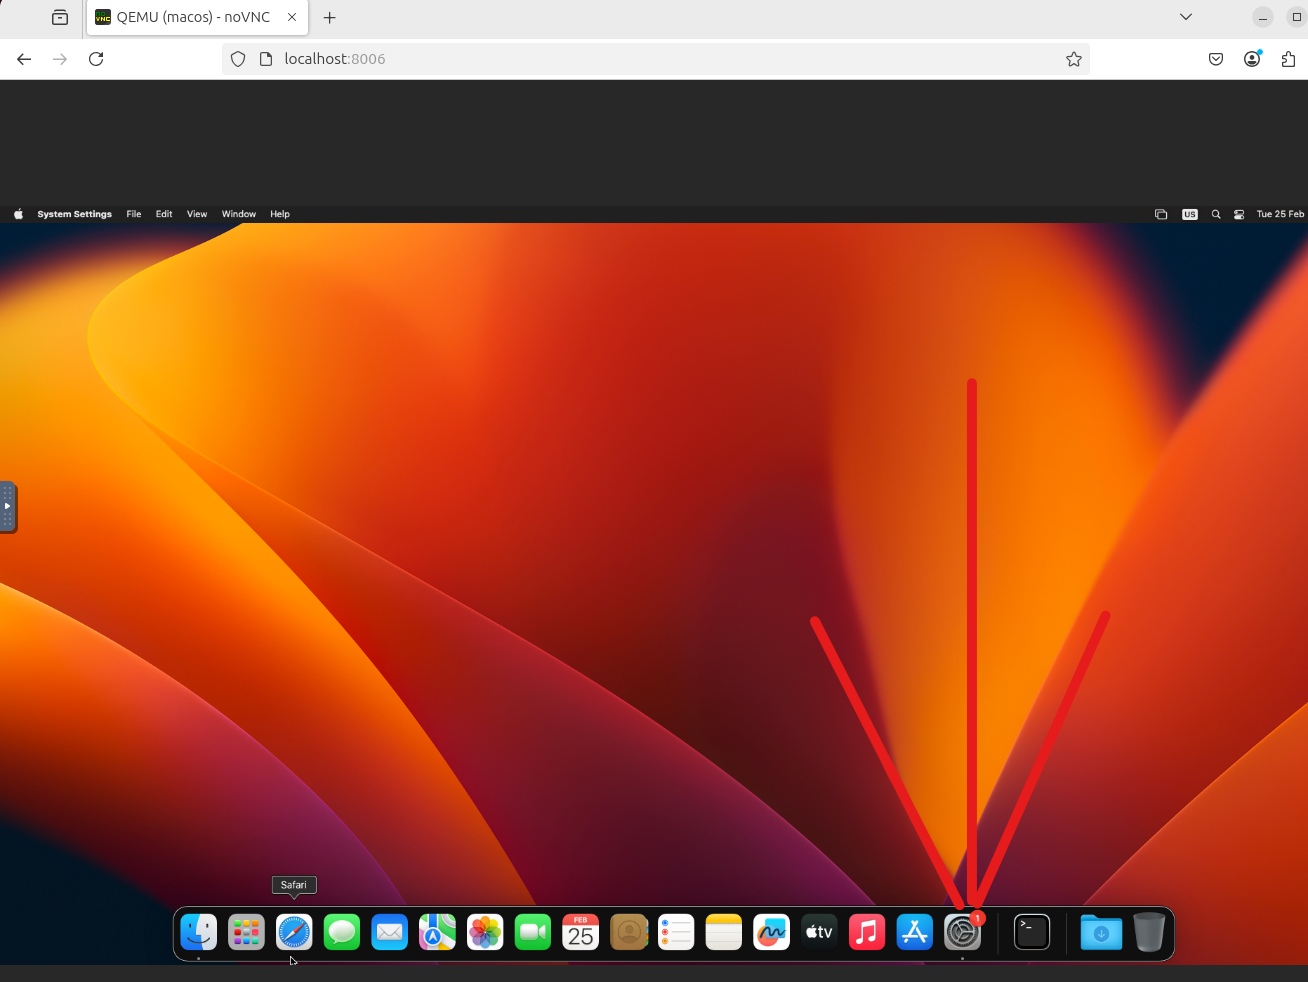 QEMU (macos) - noVNC
localhost:8006
System Settings File Edit View Window Help US Tue 25 Feb
Safari
FEB
25
tv
1
>_